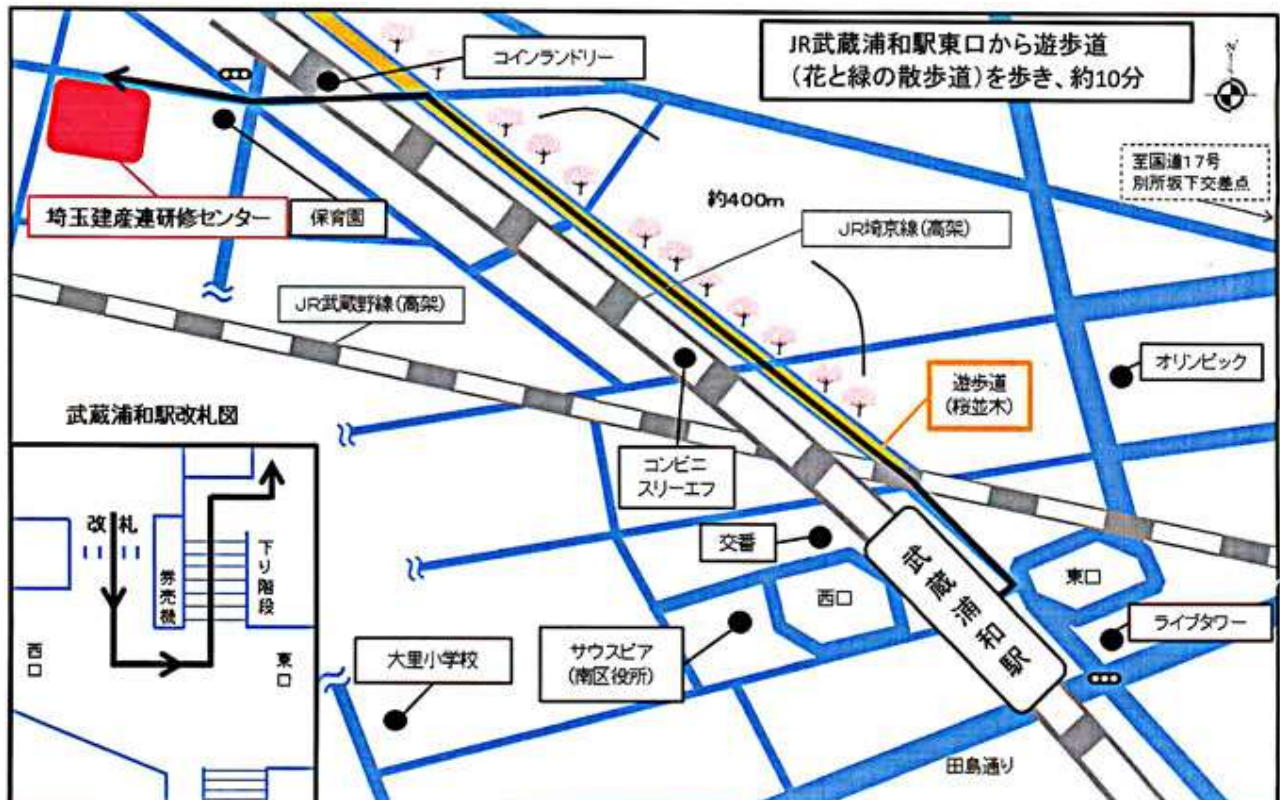 JR武蔵浦和駅東口から遊歩道
(花と緑の散歩道)を歩き、約10分
N
コインランドリー
至国道17号
別所坂下交差点
埼玉建産連研修センター
保育園
約400m
JR埼京線(高架)
JR武蔵野線(高架)
オリンピック
遊歩道
(桜並木)
武蔵浦和駅改札図
コンビニ
スリーエフ
改 札
券売機
下り階段
西口
東口
交番
西口
武蔵浦和駅
東口
ライブタワー
大里小学校
サウスピア
(南区役所)
田島通り